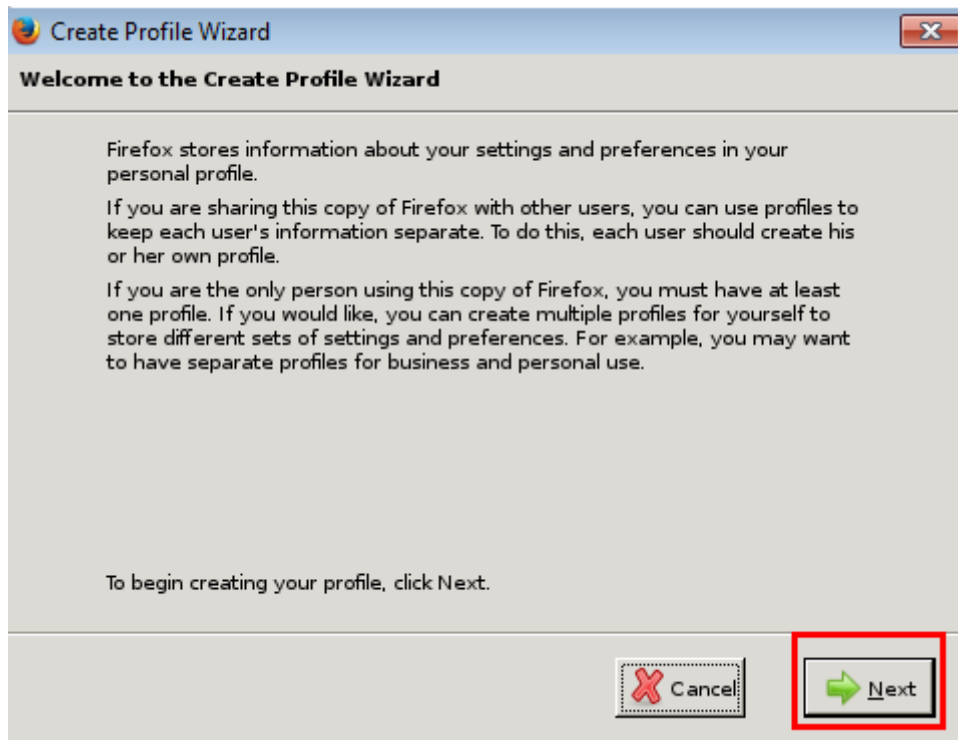 Create Profile Wizard
Welcome to the Create Profile Wizard
Firefox stores information about your settings and preferences in your
personal profile.
If you are sharing this copy of Firefox with other users, you can use profiles to
keep each user's information separate. To do this, each user should create his
or her own profile.
If you are the only person using this copy of Firefox, you must have at least
one profile. If you would like, you can create multiple profiles for yourself to
store different sets of settings and preferences. For example, you may want
to have separate profiles for business and personal use.
To begin creating your profile, click Next.
Cancel
Next